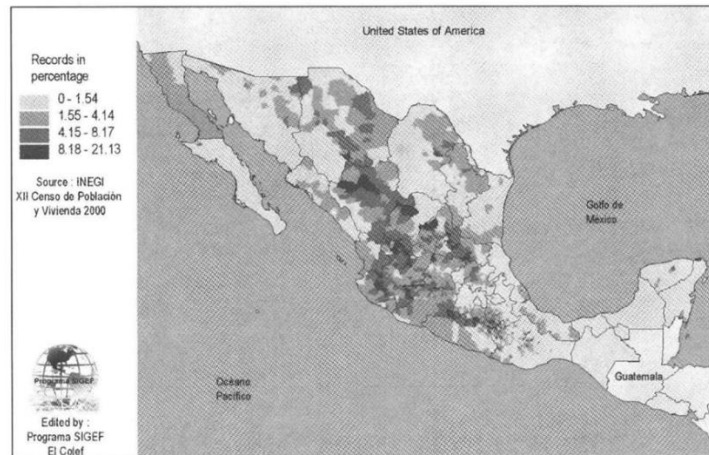 United States of America
Records in
percentage
0 - 1.54
1.55 - 4.14
4.15 - 8.17
8.18 - 21.13
Source : INEGI
XII Censo de Población
y Vivienda 2000
Golfo de
México
Programa SIGEF
Océano
Pacífico
Guatemala
Edited by :
Programa SIGEF
El Colef